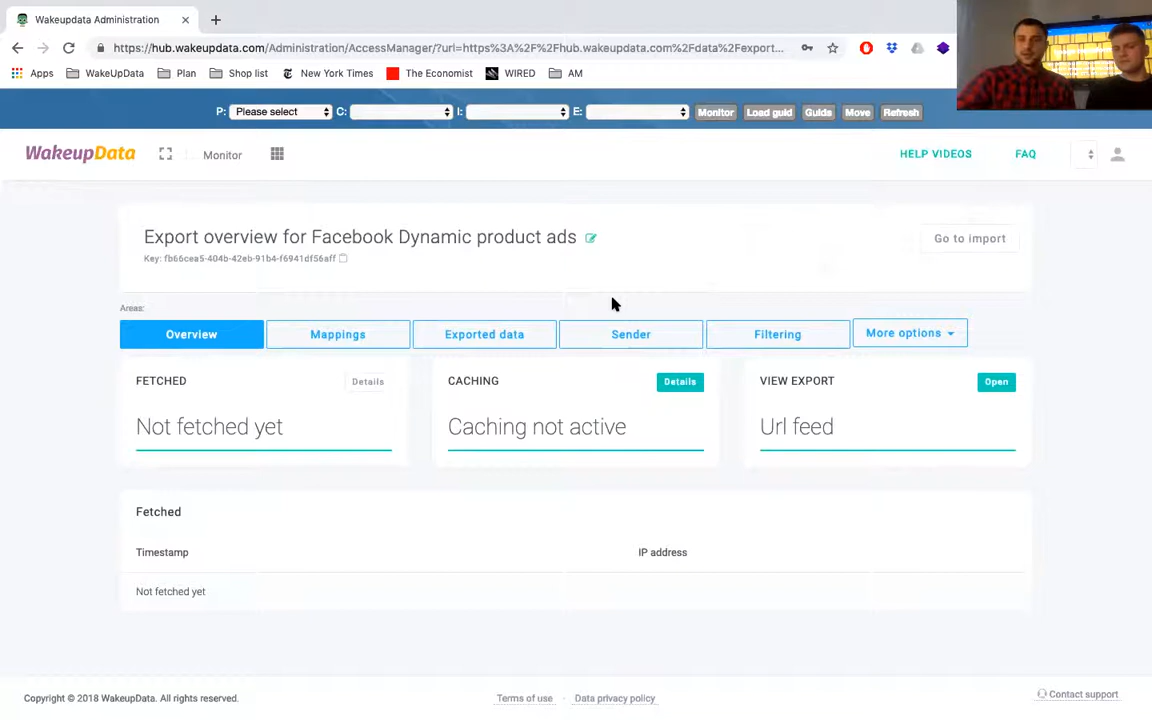 Wakeupdata Administration
https://hub.wakeupdata.com/Administration/AccessManager/?url=https%3A%2F%2Fhub.wakeupdata.com%2Fdata%2Fexport...
Apps WakeUpData Plan Shop list New York Times The Economist WIRED AM
P: Please select C: I: E: Monitor Load guid Guids Move Refresh
WakeupData Monitor HELP VIDEOS FAQ
Export overview for Facebook Dynamic product ads Go to import
Key: fb66cea5-404b-42eb-91b4-f6941df56aff
Areas:
Overview Mappings Exported data Sender Filtering More options
FETCHED Details CACHING Details VIEW EXPORT Open
Not fetched yet Caching not active Url feed
Fetched
Timestamp IP address
Not fetched yet
Copyright © 2018 WakeupData. All rights reserved. Terms of use · Data privacy policy Contact support